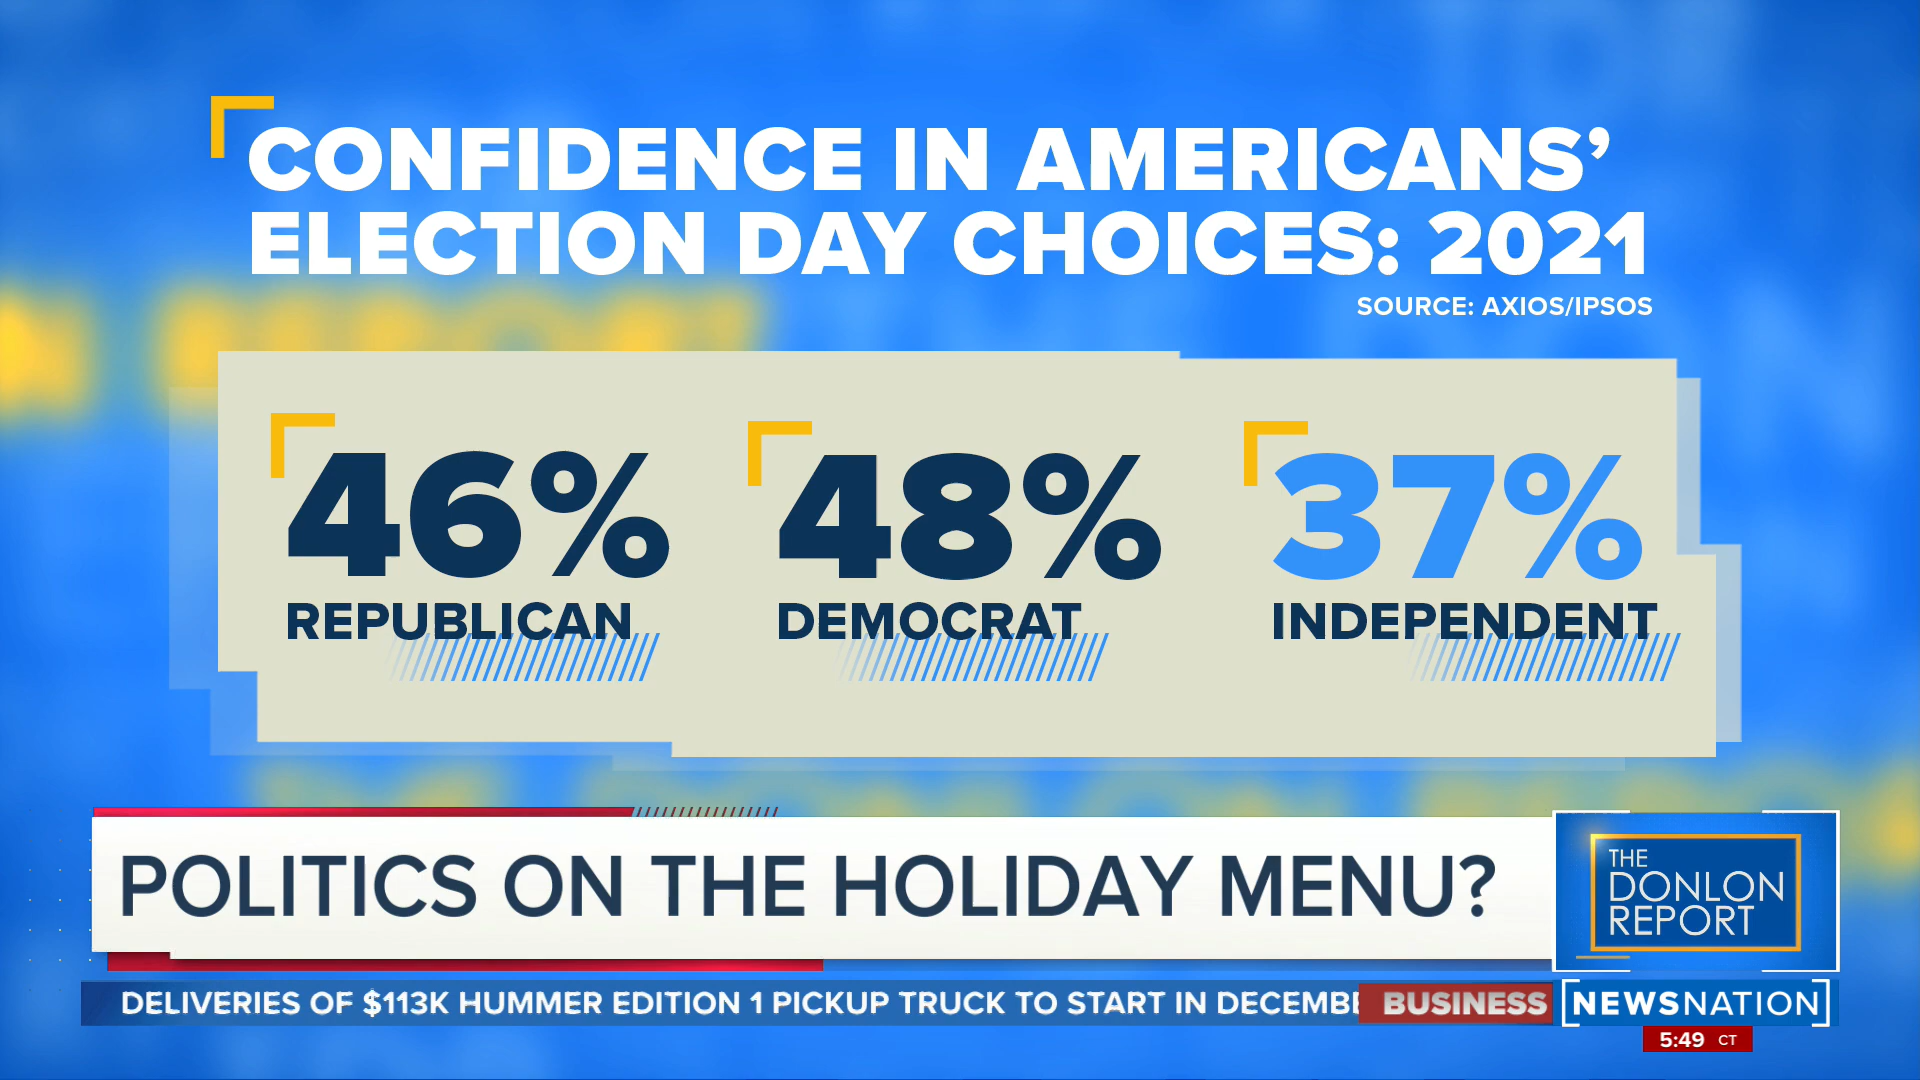 CONFIDENCE IN AMERICANS’
ELECTION DAY CHOICES: 2021
SOURCE: AXIOS/IPSOS
46%
REPUBLICAN
48%
DEMOCRAT
37%
INDEPENDENT
POLITICS ON THE HOLIDAY MENU?
THE
DONLON
REPORT
DELIVERIES OF $113K HUMMER EDITION 1 PICKUP TRUCK TO START IN DECEMBE
BUSINESS
NEWSNATION
5:49 CT